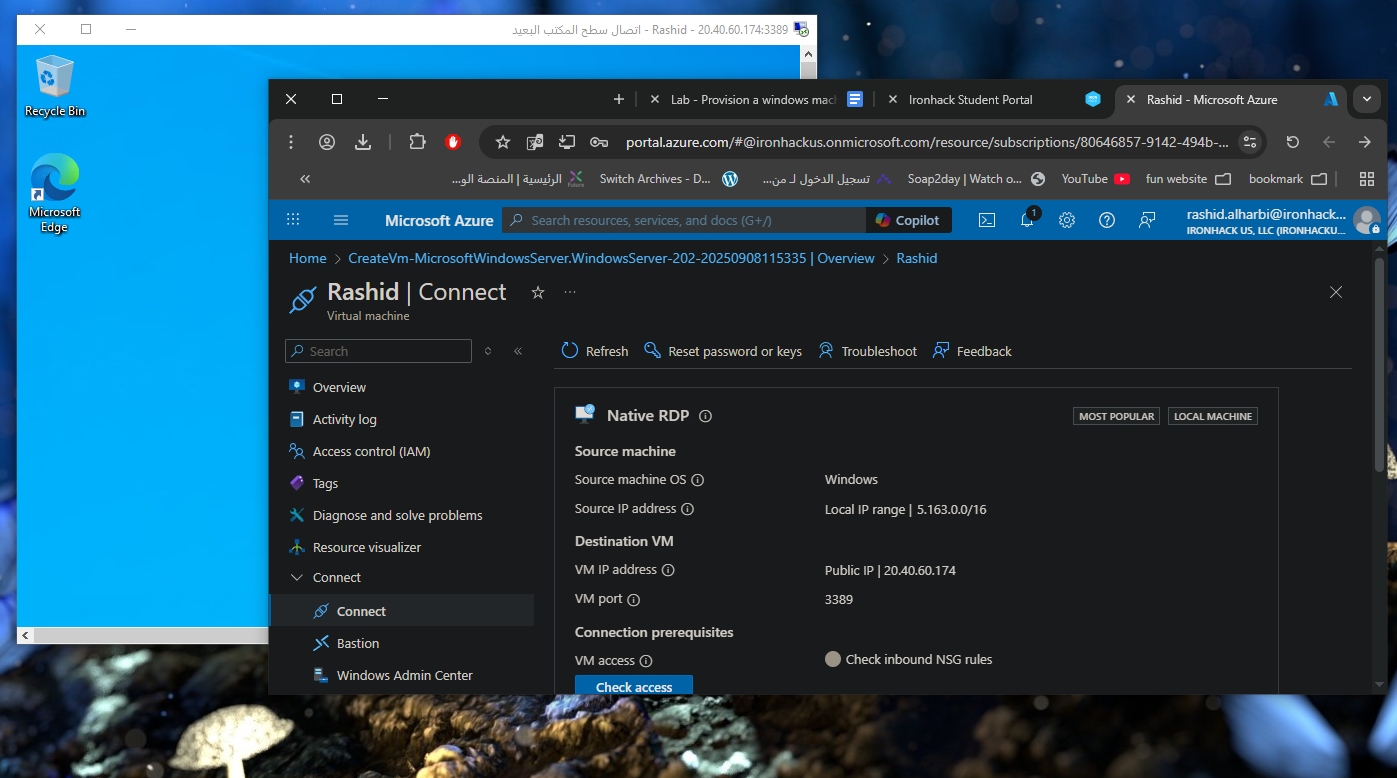 اتصال سطح المكتب البعيد - Rashid - 20.40.60.174:3389
Recycle Bin
Microsoft
Edge
Lab - Provision a windows mac
Ironhack Student Portal
Rashid - Microsoft Azure
portal.azure.com/#@ironhackus.onmicrosoft.com/resource/subscriptions/80646857-9142-494b-...
الرئيسية | المنصة الو...
Switch Archives - D...
تسجيل الدخول لـ من...
Soap2day | Watch o...
YouTube
fun website
bookmark
Microsoft Azure
Search resources, services, and docs (G+/)
Copilot
1
rashid.alharbi@ironhack...
IRONHACK US, LLC (IRONHACKU...
Home > CreateVm-MicrosoftWindowsServer.WindowsServer-202-20250908115335 | Overview > Rashid
Rashid | Connect
Virtual machine
Search
Refresh
Reset password or keys
Troubleshoot
Feedback
Overview
Activity log
Access control (IAM)
Tags
Diagnose and solve problems
Resource visualizer
Connect
Connect
Bastion
Windows Admin Center
Native RDP
MOST POPULAR
LOCAL MACHINE
Source machine
Source machine OS
Windows
Source IP address
Local IP range | 5.163.0.0/16
Destination VM
VM IP address
Public IP | 20.40.60.174
VM port
3389
Connection prerequisites
VM access
Check inbound NSG rules
Check access